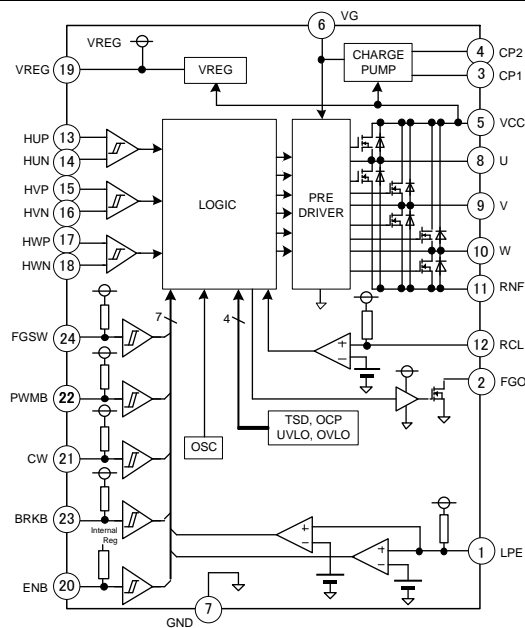 6 VG
VREG
VREG 19
VREG
CHARGE PUMP
4 CP2
3 CP1
5 VCC
HUP 13
HUN 14
HVP 15
HVN 16
HWP 17
HWN 18
LOGIC
PRE DRIVER
8 U
9 V
10 W
11 RNF
7
4
12 RCL
FGSW 24
2 FGO
PWMB 22
TSD, OCP
UVLO, OVLO
OSC
CW 21
BRKB 23
Internal
Reg
1 LPE
ENB 20
GND 7